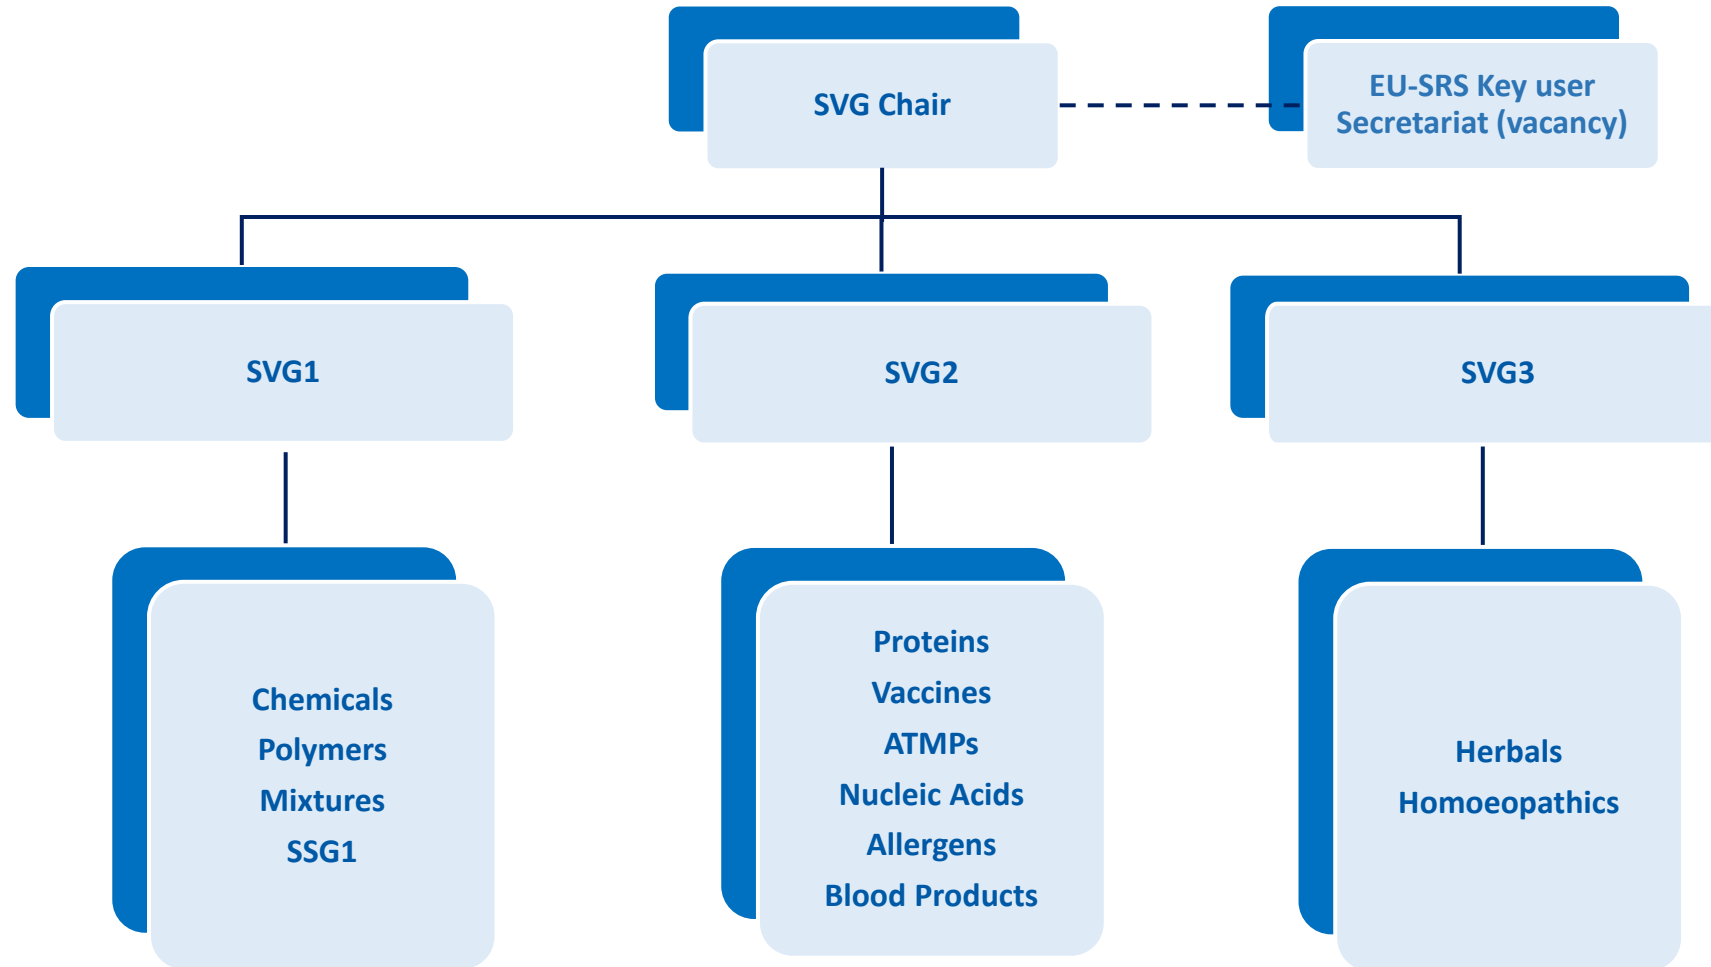 SVG Chair
EU-SRS Key user
Secretariat (vacancy)
SVG1
SVG2
SVG3
Chemicals
Polymers
Mixtures
SSG1
Proteins
Vaccines
ATMPs
Nucleic Acids
Allergens
Blood Products
Herbals
Homoeopathics